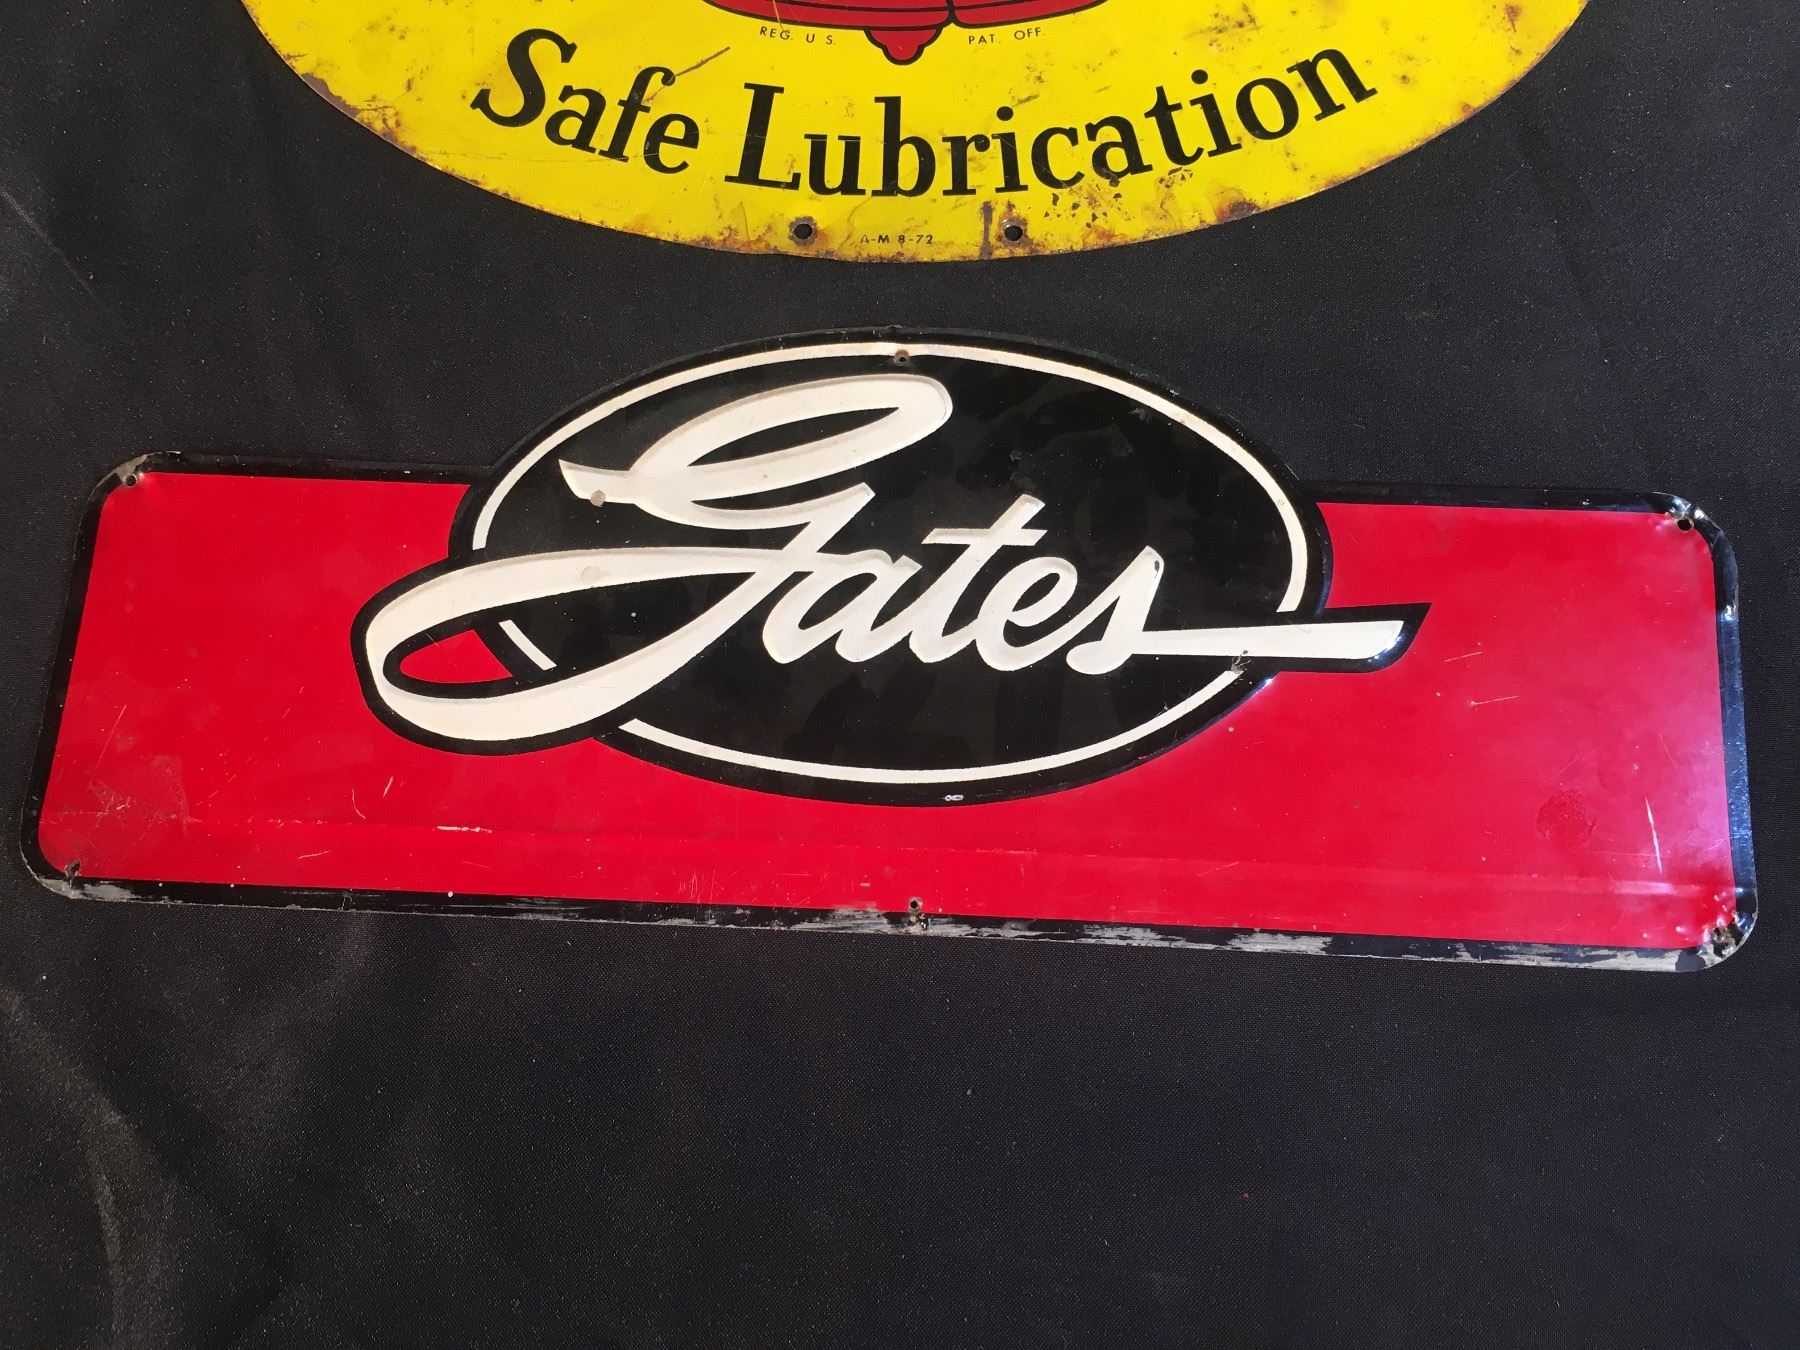 REG. U S. PAT. OFF.
Safe Lubrication
A-M 8-72
Gates